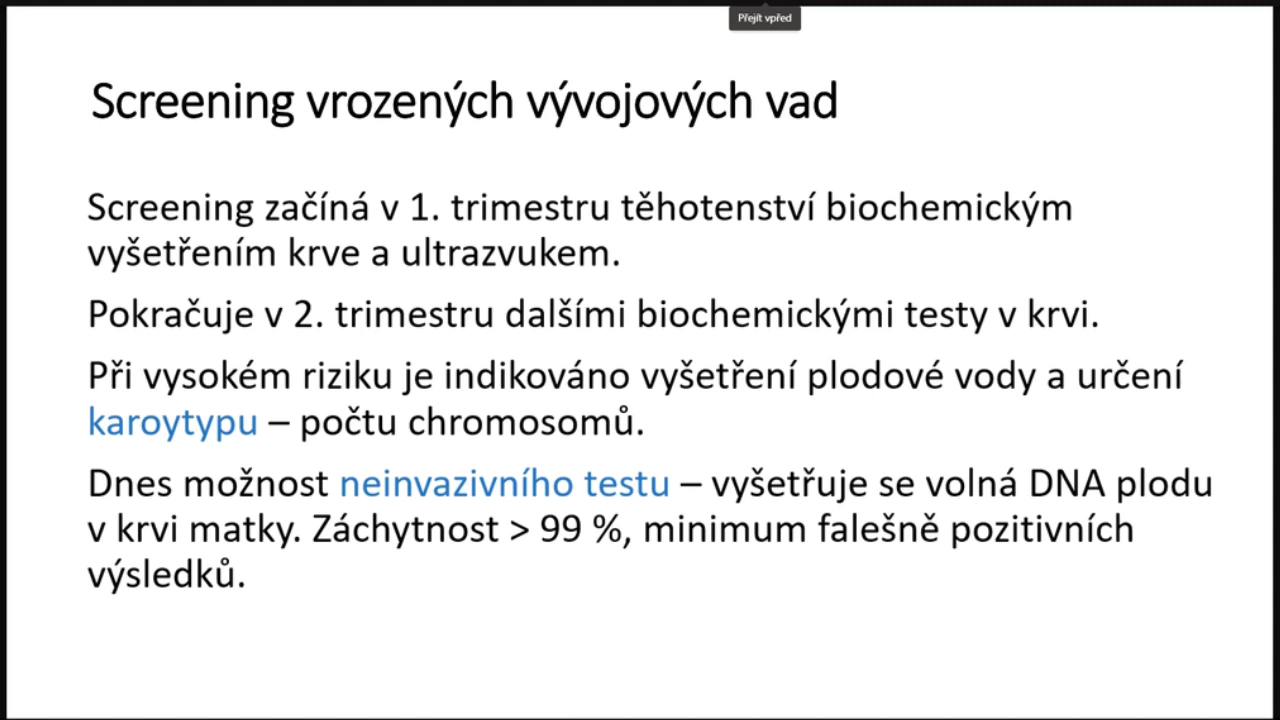 Přejít vpřed
Screening vrozených vývojových vad
Screening začíná v 1. trimestru těhotenství biochemickým
vyšetřením krve a ultrazvukem.
Pokračuje v 2. trimestru dalšími biochemickými testy v krvi.
Při vysokém riziku je indikováno vyšetření plodové vody a určení
karoytypu – počtu chromosomů.
Dnes možnost neinvazivního testu – vyšetřuje se volná DNA plodu
v krvi matky. Záchytnost > 99 %, minimum falešně pozitivních
výsledků.